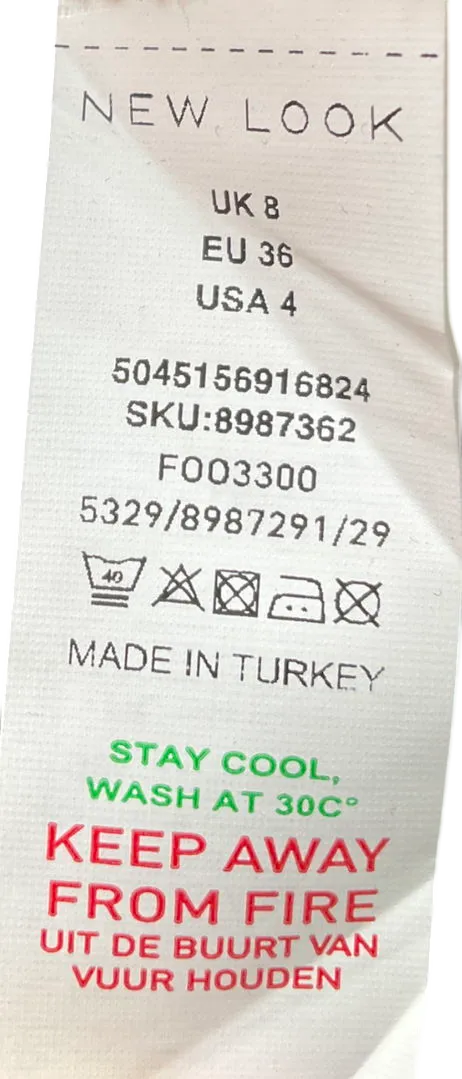 NEW LOOK
UK 8
EU 36
USA 4
5045156916824
SKU:8987362
F003300
5329/8987291/29
40
MADE IN TURKEY
STAY COOL,
WASH AT 30C°
KEEP AWAY
FROM FIRE
UIT DE BUURT VAN
VUUR HOUDEN